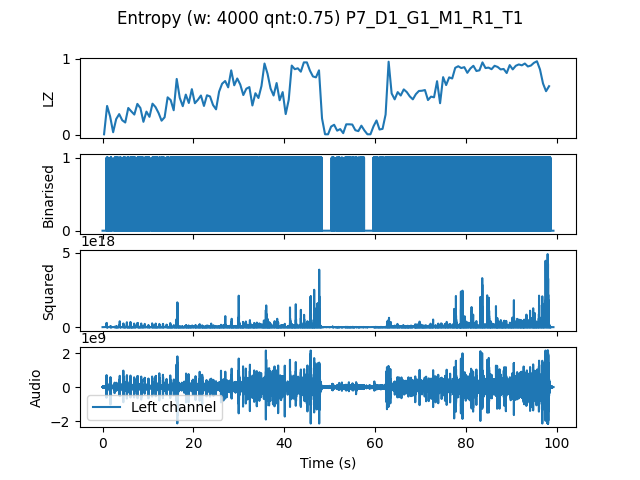 Entropy (w: 4000 qnt:0.75) P7_D1_G1_M1_R1_T1
1
LZ
0
1
Binarised
0
1e18
5
Squared
0
1e9
2
0
Audio
−2
Left channel
0 20 40 60 80 100
Time (s)